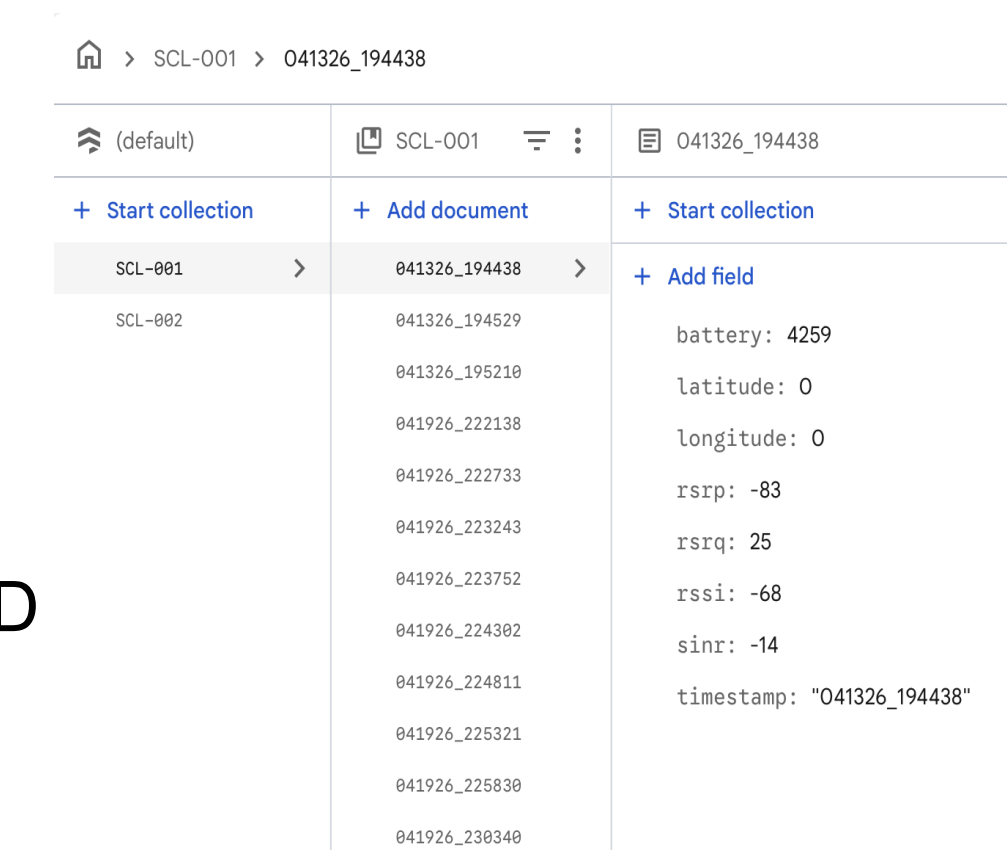 SCL-001 041326_194438
(default)
SCL-001
041326_194438
+ Start collection
+ Add document
+ Start collection
SCL-001
SCL-002
041326_194438
041326_194529
041326_195210
041926_222138
041926_222733
041926_223243
041926_223752
041926_224302
041926_224811
041926_225321
041926_225830
041926_230340
+ Add field
battery: 4259
latitude: 0
longitude: 0
rsrp: -83
rsrq: 25
rssi: -68
sinr: -14
timestamp: "041326_194438"
D